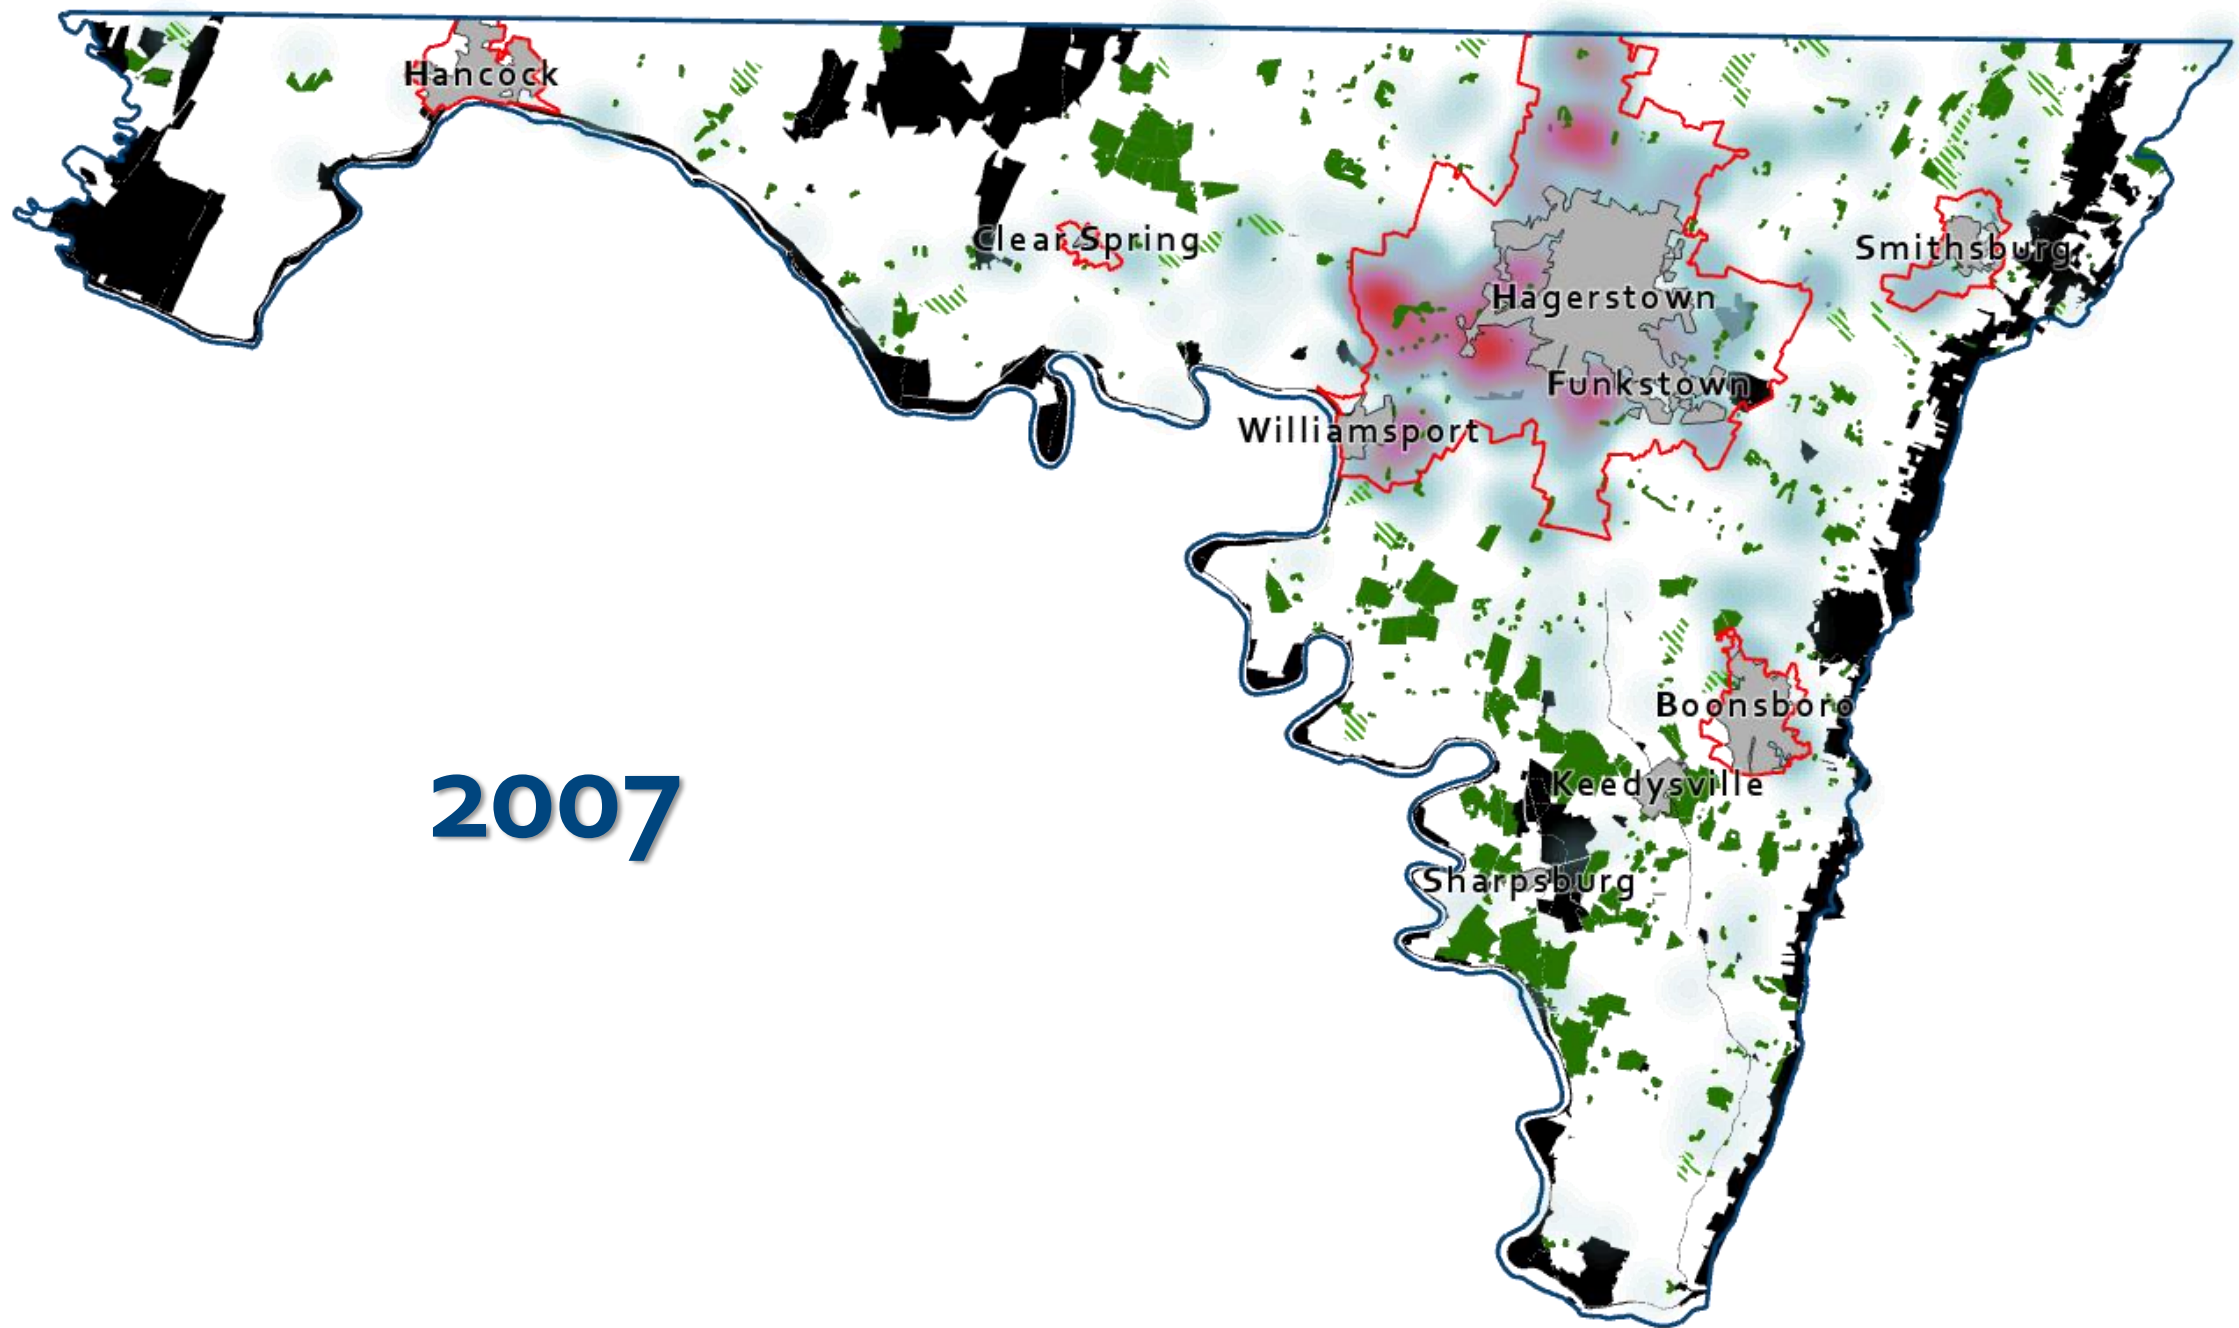 Hancock
Clear Spring
Smithsburg
Hagerstown
Funkstown
Williamsport
Boonsboro
Keedysville
2007
Sharpsburg